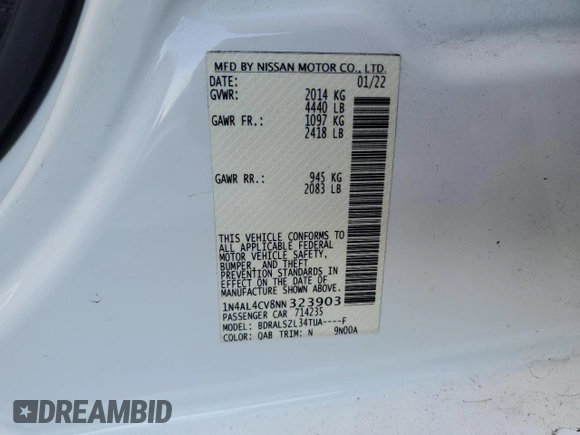 MFD BY NISSAN MOTOR CO., LTD.
DATE: 01/22
GVWR: 2014 KG
4440 LB
GAWR FR.: 1097 KG
2418 LB
GAWR RR.: 945 KG
2083 LB
THIS VEHICLE CONFORMS TO
ALL APPLICABLE FEDERAL
MOTOR VEHICLE SAFETY,
BUMPER, AND THEFT
PREVENTION STANDARDS IN
EFFECT ON THE DATE OF
MANUFACTURE SHOWN ABOVE.
1N4AL4CV8NN323903
PASSENGER CAR 714235
MODEL: BDRALSZL34TUA----F
COLOR: QAB TRIM: N 9N00A
DREAMBID